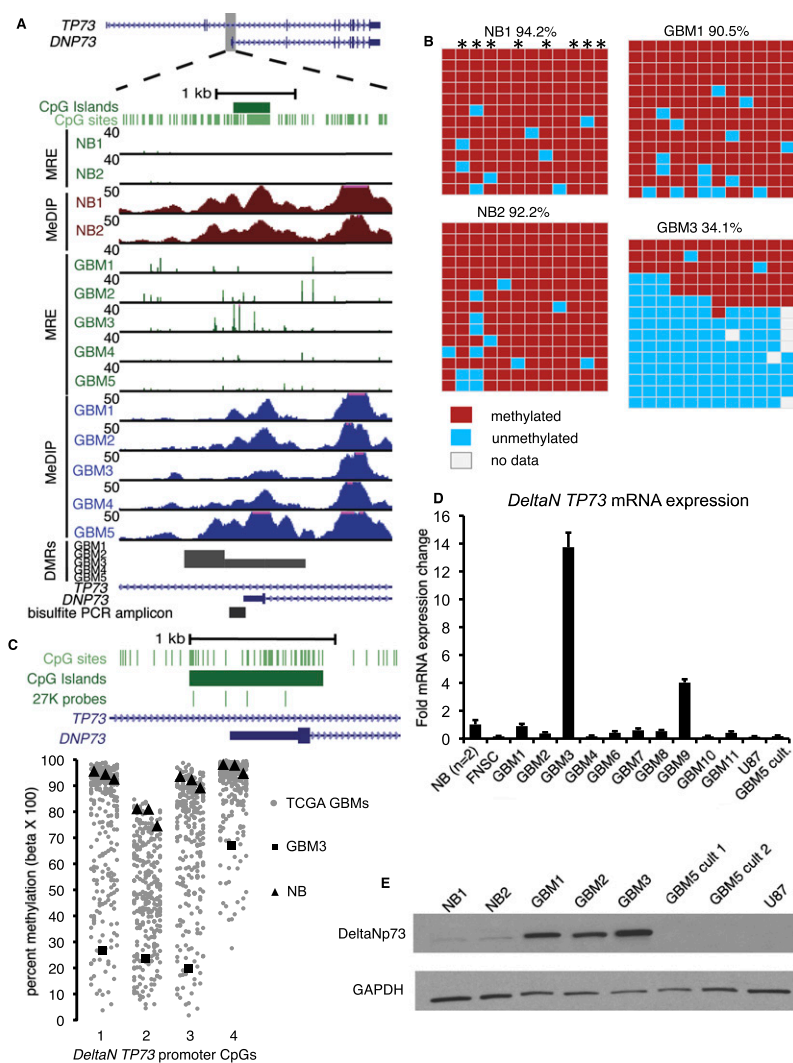 A
TP73
DNP73
1 kb
CpG Islands
CpG sites
MRE
40
NB1
40
NB2
MeDIP
50
NB1
50
NB2
MRE
40
GBM1
40
GBM2
40
GBM3
40
GBM4
40
GBM5
MeDIP
50
GBM1
50
GBM2
50
GBM3
50
GBM4
50
GBM5
DMRs
GBM1
GBM2
GBM3
GBM4
GBM5
TP73
DNP73
bisulfite PCR amplicon
B
NB1 94.2%
* * * * * * * *
GBM1 90.5%
NB2 92.2%
GBM3 34.1%
methylated
unmethylated
no data
C
1 kb
CpG sites
CpG Islands
27K probes
TP73
DNP73
percent methylation (beta X 100)
100
90
80
70
60
50
40
30
20
10
0
1 2 3 4
DeltaN TP73 promoter CpGs
TCGA GBMs
GBM3
NB
D
DeltaN TP73 mRNA expression
Fold mRNA expression change
16
14
12
10
8
6
4
2
0
NB (n=2)
FNSC
GBM1
GBM2
GBM3
GBM4
GBM6
GBM7
GBM8
GBM9
GBM10
GBM11
U87
GBM5 cult.
E
NB1
NB2
GBM1
GBM2
GBM3
GBM5 cult 1
GBM5 cult 2
U87
DeltaNp73
GAPDH